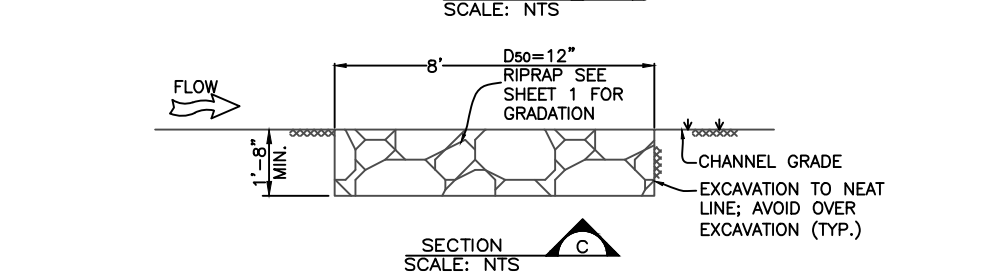 SCALE: NTS
D50=12"
8'
RIPRAP SEE
SHEET 1 FOR
GRADATION
FLOW
1'-8"
MIN.
CHANNEL GRADE
EXCAVATION TO NEAT
LINE; AVOID OVER
EXCAVATION (TYP.)
SECTION
C
SCALE: NTS